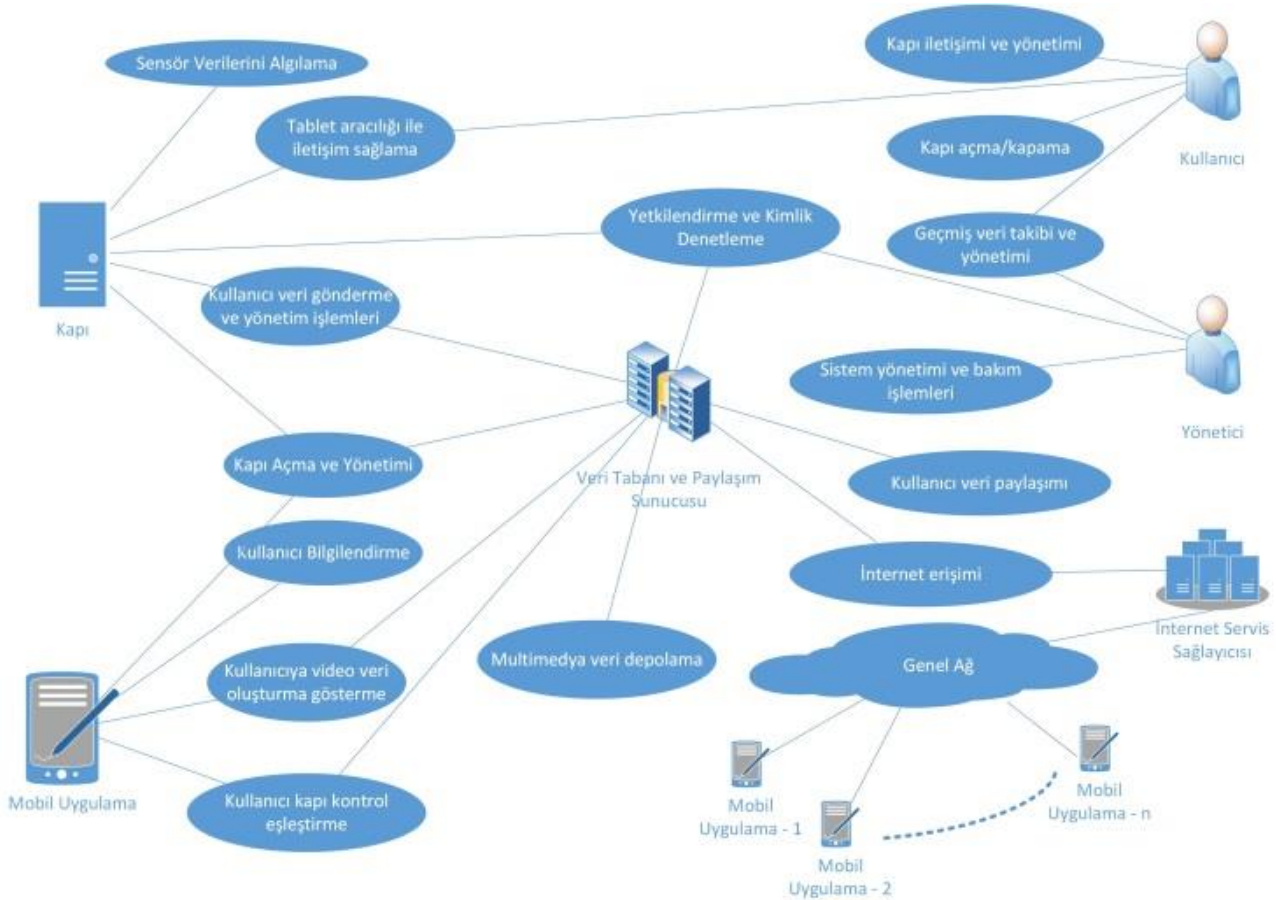 Kapı iletişimi ve yönetimi
Sensör Verilerini Algılama
Tablet aracılığı ile
iletişim sağlama
Kapı açma/kapama
Kullanıcı
Yetkilendirme ve Kimlik
Denetleme
Geçmiş veri takibi ve
yönetimi
Kullanıcı veri gönderme
ve yönetim işlemleri
Kapı
Sistem yönetimi ve bakım
işlemleri
Yönetici
Kapı Açma ve Yönetimi
Veri Tabanı ve Paylaşım
Sunucusu
Kullanıcı veri paylaşımı
Kullanıcı Bilgilendirme
İnternet erişimi
İnternet Servis
Sağlayıcısı
Kullanıcıya video veri
oluşturma gösterme
Multimedya veri depolama
Genel Ağ
Mobil Uygulama
Kullanıcı kapı kontrol
eşleştirme
Mobil
Uygulama - 1
Mobil
Uygulama - 2
Mobil
Uygulama - n